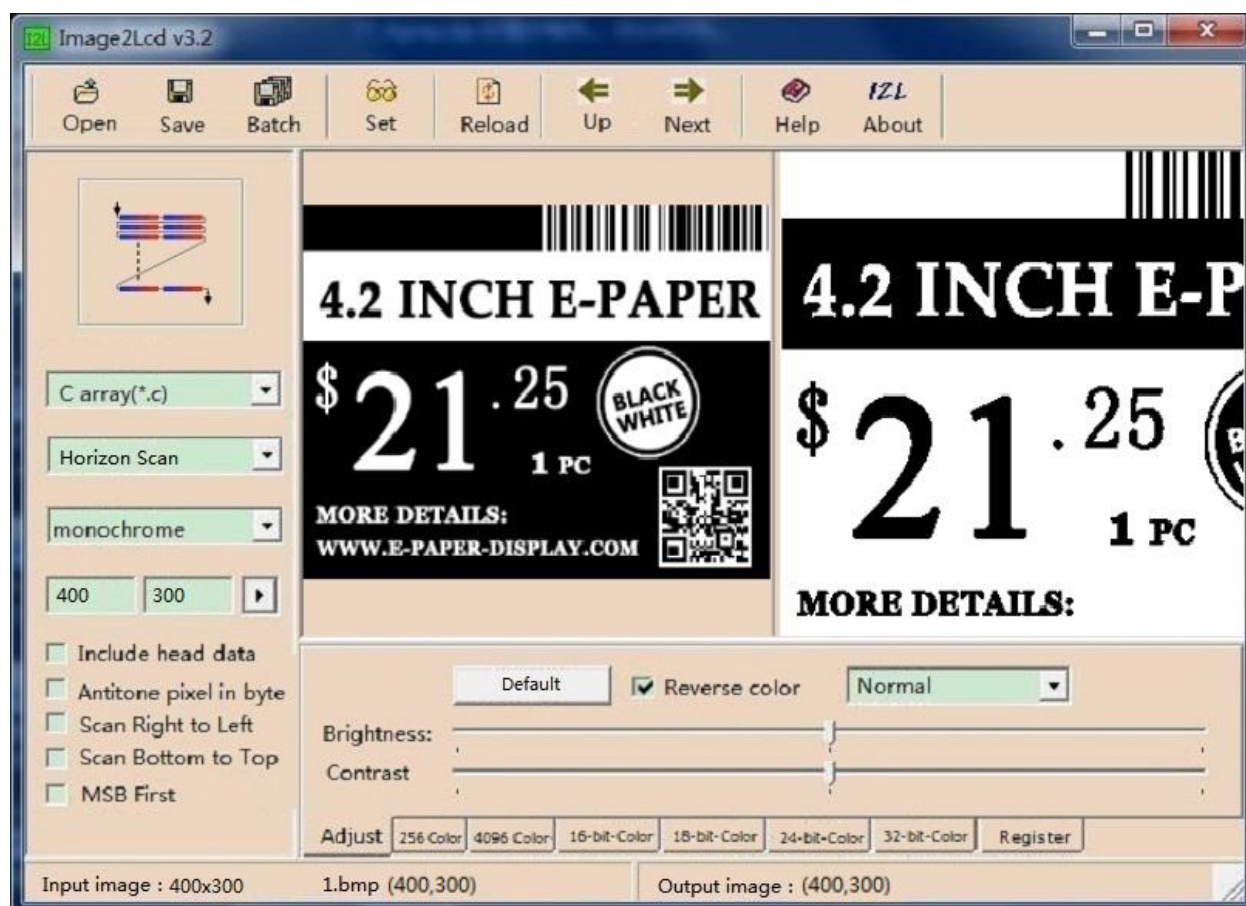 I2L Image2Lcd v3.2
Open Save Batch Set Reload Up Next Help I2L About
C array(*.c)
Horizon Scan
monochrome
400 300
Include head data
Antitone pixel in byte
Scan Right to Left
Scan Bottom to Top
MSB First
4.2 INCH E-PAPER
$21.25
BLACK
WHITE
1 PC
MORE DETAILS:
WWW.E-PAPER-DISPLAY.COM
4.2 INCH E-P
$21.25
1 PC
MORE DETAILS:
Default Reverse color Normal
Brightness:
Contrast
Adjust 256 Color 4096 Color 16-bit-Color 18-bit-Color 24-bit-Color 32-bit-Color Register
Input image : 400x300 1.bmp (400,300) Output image : (400,300)